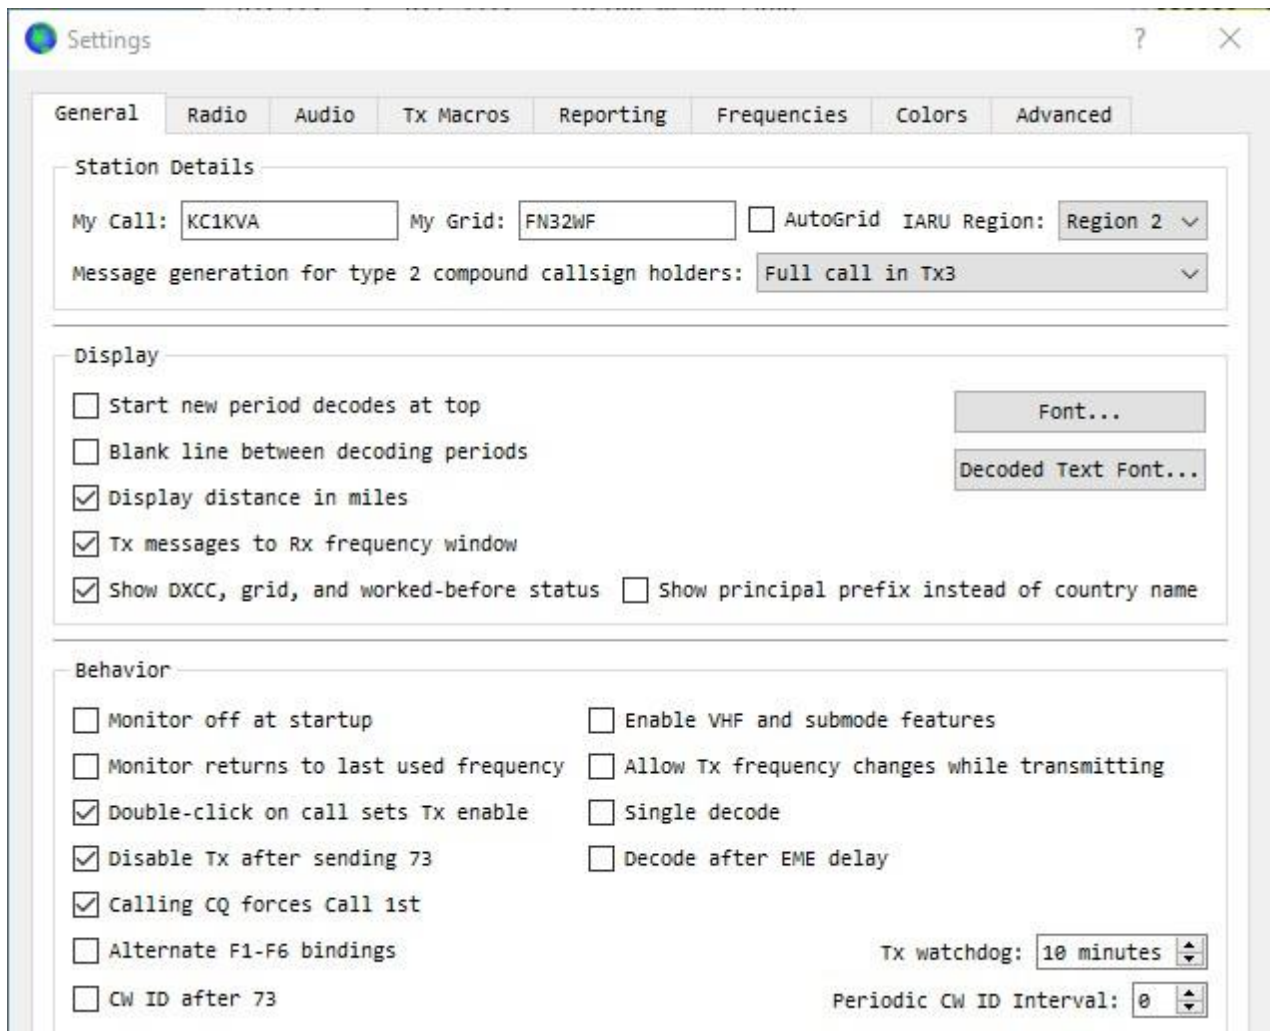 Settings
?
General Radio Audio Tx Macros Reporting Frequencies Colors Advanced
Station Details
My Call: KC1KVA My Grid: FN32WF AutoGrid IARU Region: Region 2
Message generation for type 2 compound callsign holders: Full call in Tx3
Display
Start new period decodes at top Font...
Blank line between decoding periods
Decoded Text Font...
Display distance in miles
Tx messages to Rx frequency window
Show DXCC, grid, and worked-before status Show principal prefix instead of country name
Behavior
Monitor off at startup Enable VHF and submode features
Monitor returns to last used frequency Allow Tx frequency changes while transmitting
Double-click on call sets Tx enable Single decode
Disable Tx after sending 73 Decode after EME delay
Calling CQ forces Call 1st
Alternate F1-F6 bindings Tx watchdog: 10 minutes
CW ID after 73 Periodic CW ID Interval: 0